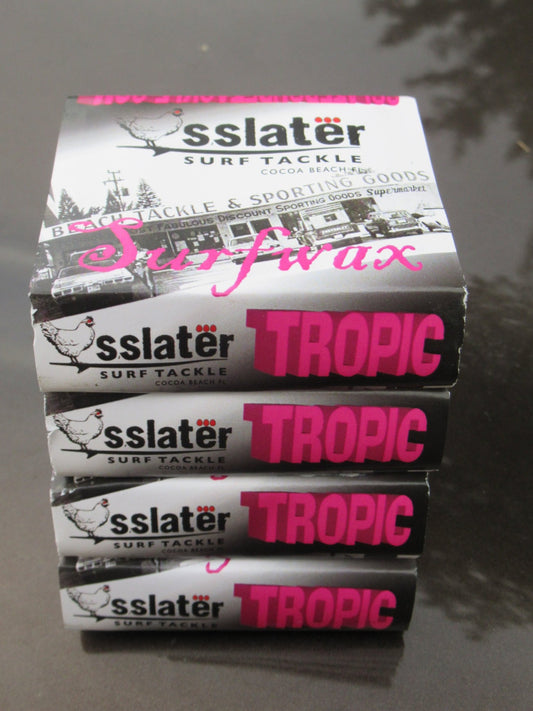 sslatër
SURF TACKLE
COCOA BEACH FL
BEACH TACKLE & SPORTING GOODS
FABULOUS DISCOUNT SPORTING GOODS Supermarket
Surfwax
sslatër TROPIC
SURF TACKLE
COCOA BEACH FL
sslatër TROPIC
SURF TACKLE
COCOA BEACH FL
sslatër TROPIC
SURF TACKLE
COCOA BEACH FL
sslatër TROPIC
SURF TACKLE